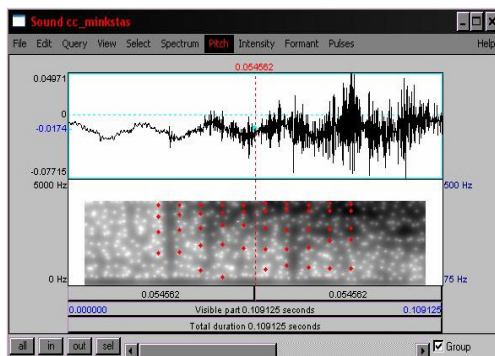 Sound cc_minkstas
File Edit Query View Select Spectrum Pitch Intensity Formant Pulses Help
0.054562
0.04971
0
-0.0174
-0.07715
5000 Hz 500 Hz
0 Hz 75 Hz
0.054562 0.054562
0.000000 Visible part 0.109125 seconds 0.109125
Total duration 0.109125 seconds
all in out sel Group